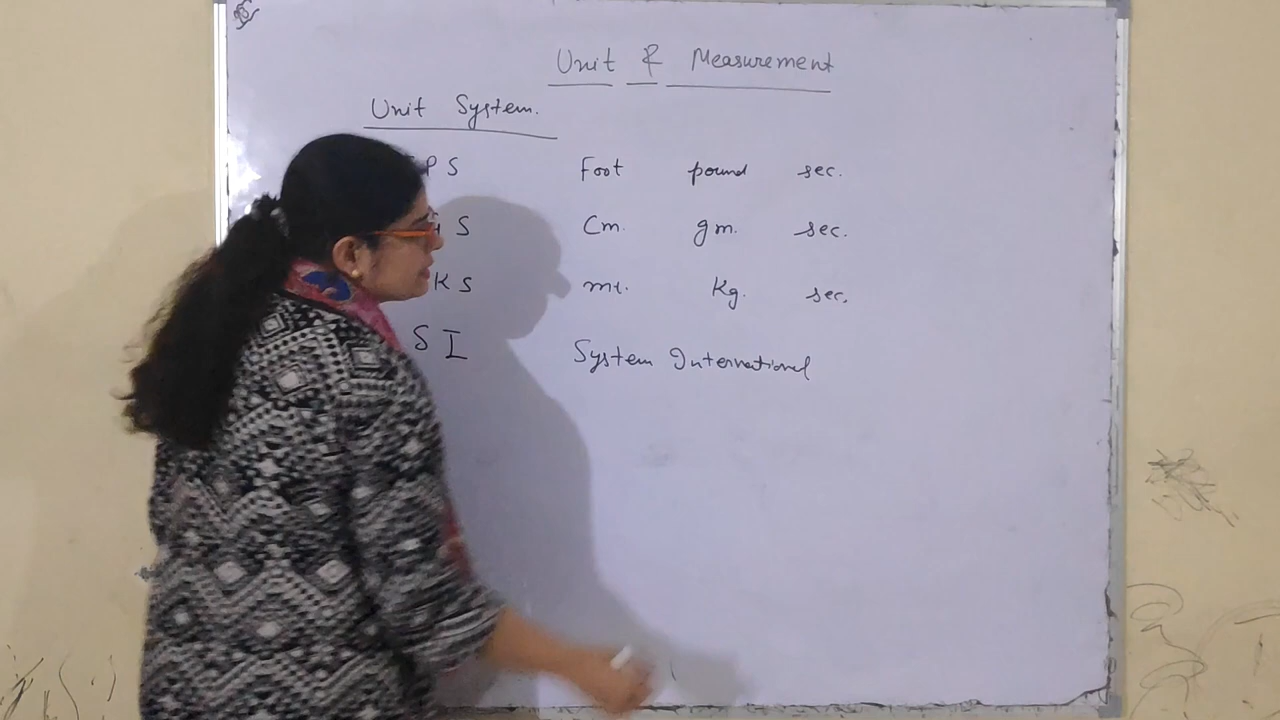 Unit & Measurement
Unit System.
P S Foot pound sec.
S Cm. gm. sec.
K S mt. Kg. sec.
S I System International